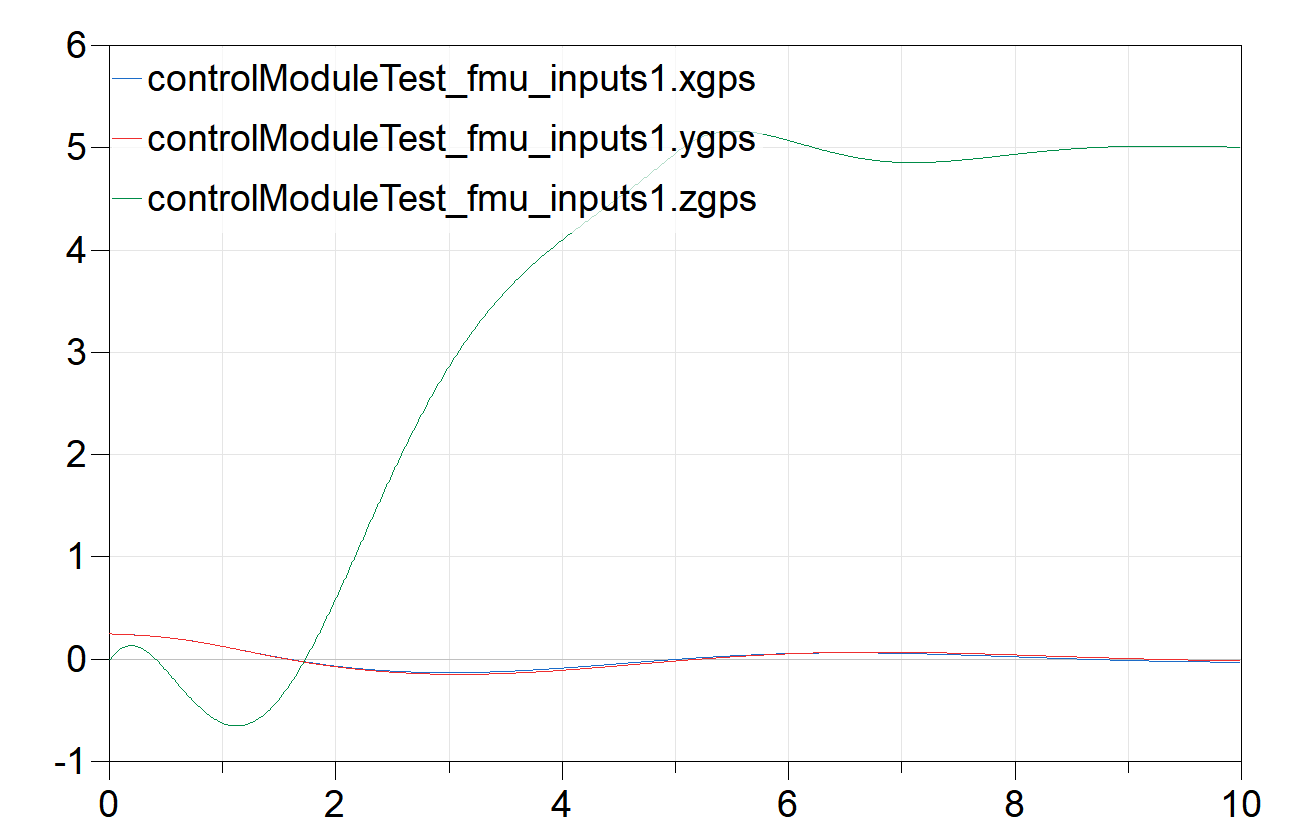 6
controlModuleTest_fmu_inputs1.xgps
controlModuleTest_fmu_inputs1.ygps
5
controlModuleTest_fmu_inputs1.zgps
4
3
2
1
0
-1
0 2 4 6 8 10